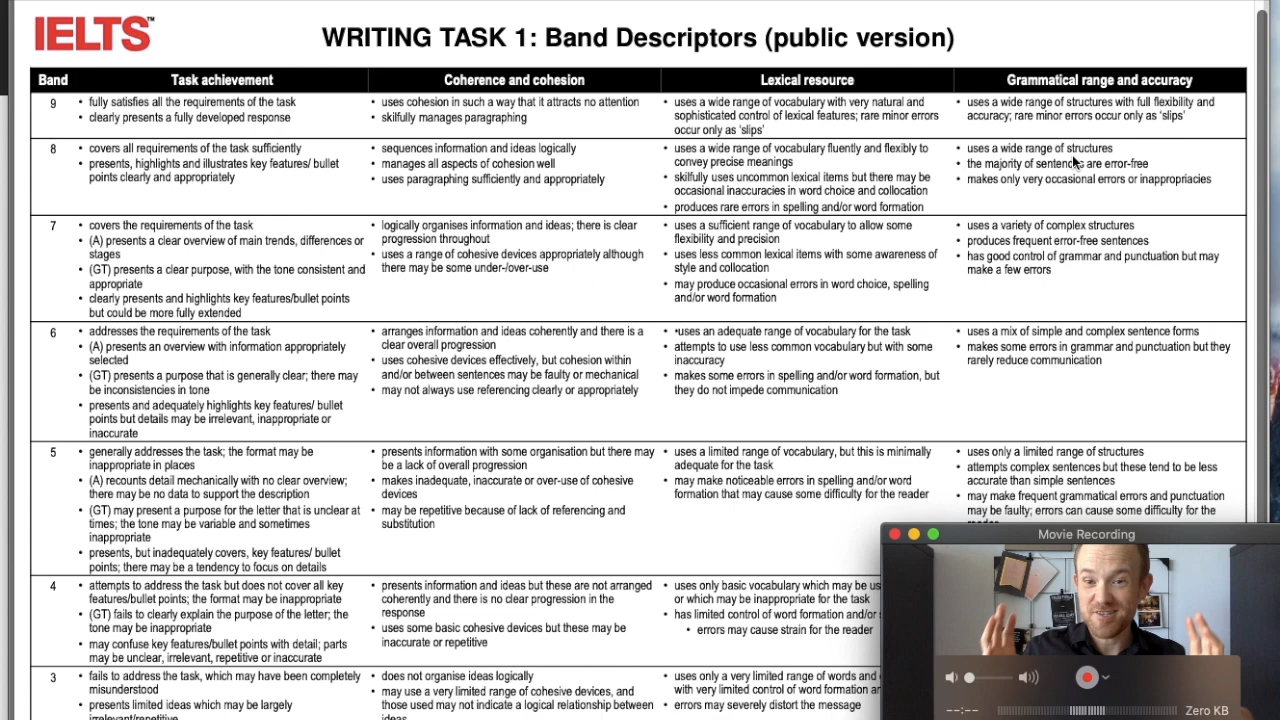 IELTS™
WRITING TASK 1: Band Descriptors (public version)
Band
Task achievement
Coherence and cohesion
Lexical resource
Grammatical range and accuracy
9
• fully satisfies all the requirements of the task
• clearly presents a fully developed response
• uses cohesion in such a way that it attracts no attention
• skilfully manages paragraphing
• uses a wide range of vocabulary with very natural and
sophisticated control of lexical features; rare minor errors
occur only as ‘slips’
• uses a wide range of structures with full flexibility and
accuracy; rare minor errors occur only as ‘slips’
8
• covers all requirements of the task sufficiently
• presents, highlights and illustrates key features/ bullet
points clearly and appropriately
• sequences information and ideas logically
• manages all aspects of cohesion well
• uses paragraphing sufficiently and appropriately
• uses a wide range of vocabulary fluently and flexibly to
convey precise meanings
• skilfully uses uncommon lexical items but there may be
occasional inaccuracies in word choice and collocation
• produces rare errors in spelling and/or word formation
• uses a wide range of structures
• the majority of sentences are error-free
• makes only very occasional errors or inappropriacies
7
• covers the requirements of the task
• (A) presents a clear overview of main trends, differences or
stages
• (GT) presents a clear purpose, with the tone consistent and
appropriate
• clearly presents and highlights key features/bullet points
but could be more fully extended
• logically organises information and ideas; there is clear
progression throughout
• uses a range of cohesive devices appropriately although
there may be some under-/over-use
• uses a sufficient range of vocabulary to allow some
flexibility and precision
• uses less common lexical items with some awareness of
style and collocation
• may produce occasional errors in word choice, spelling
and/or word formation
• uses a variety of complex structures
• produces frequent error-free sentences
• has good control of grammar and punctuation but may
make a few errors
6
• addresses the requirements of the task
• (A) presents an overview with information appropriately
selected
• (GT) presents a purpose that is generally clear; there may
be inconsistencies in tone
• presents and adequately highlights key features/ bullet
points but details may be irrelevant, inappropriate or
inaccurate
• arranges information and ideas coherently and there is a
clear overall progression
• uses cohesive devices effectively, but cohesion within
and/or between sentences may be faulty or mechanical
• may not always use referencing clearly or appropriately
• •uses an adequate range of vocabulary for the task
• attempts to use less common vocabulary but with some
inaccuracy
• makes some errors in spelling and/or word formation, but
they do not impede communication
• uses a mix of simple and complex sentence forms
• makes some errors in grammar and punctuation but they
rarely reduce communication
5
• generally addresses the task; the format may be
inappropriate in places
• (A) recounts detail mechanically with no clear overview;
there may be no data to support the description
• (GT) may present a purpose for the letter that is unclear at
times; the tone may be variable and sometimes
inappropriate
• presents, but inadequately covers, key features/ bullet
points; there may be a tendency to focus on details
• presents information with some organisation but there may
be a lack of overall progression
• makes inadequate, inaccurate or over-use of cohesive
devices
• may be repetitive because of lack of referencing and
substitution
• uses a limited range of vocabulary, but this is minimally
adequate for the task
• may make noticeable errors in spelling and/or word
formation that may cause some difficulty for the reader
• uses only a limited range of structures
• attempts complex sentences but these tend to be less
accurate than simple sentences
• may make frequent grammatical errors and punctuation
may be faulty; errors can cause some difficulty for the
4
• attempts to address the task but does not cover all key
features/bullet points; the format may be inappropriate
• (GT) fails to clearly explain the purpose of the letter; the
tone may be inappropriate
• may confuse key features/bullet points with detail; parts
may be unclear, irrelevant, repetitive or inaccurate
• presents information and ideas but these are not arranged
coherently and there is no clear progression in the
response
• uses some basic cohesive devices but these may be
inaccurate or repetitive
• uses only basic vocabulary which may be
or which may be inappropriate for the task
• has limited control of word formation and/or
• errors may cause strain for the reader
3
• fails to address the task, which may have been completely
misunderstood
• presents limited ideas which may be largely
irrelevant/repetitive
• does not organise ideas logically
• may use a very limited range of cohesive devices, and
those used may not indicate a logical relationship between
ideas
• uses only a very limited range of words and
with very limited control of word formation
• errors may severely distort the message
Movie Recording
--:--
Zero KB